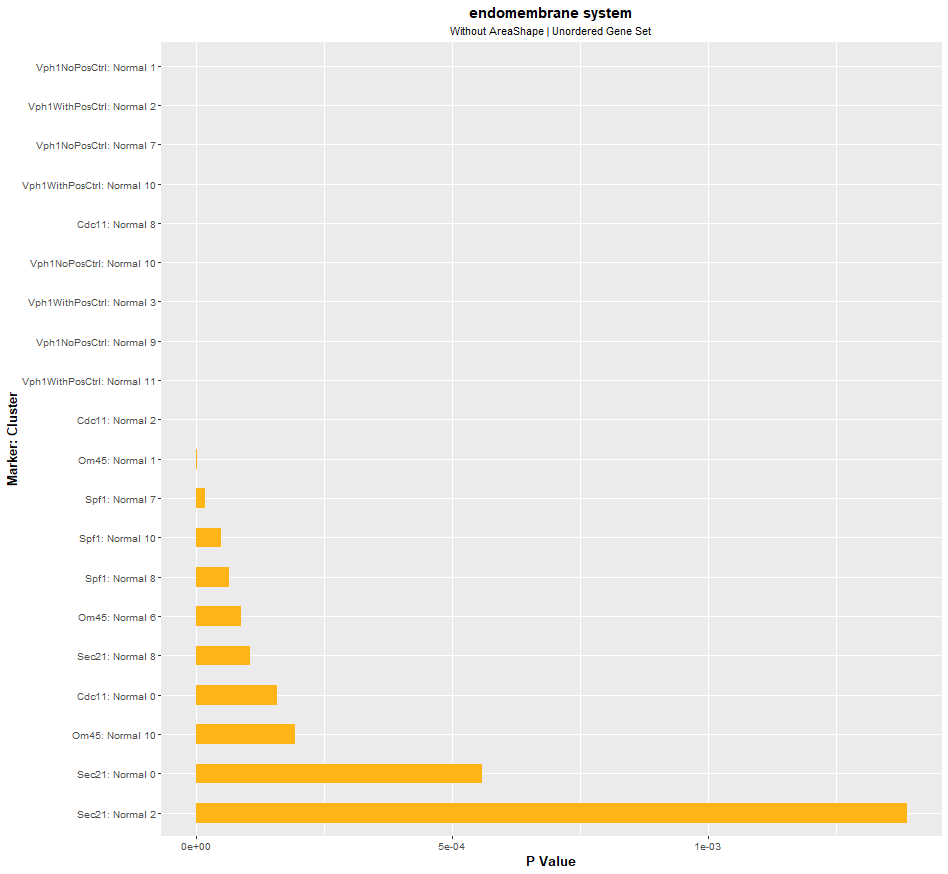 endomembrane system
Without AreaShape | Unordered Gene Set
Vph1NoPosCtrl: Normal 1
Vph1WithPosCtrl: Normal 2
Vph1NoPosCtrl: Normal 7
Vph1WithPosCtrl: Normal 10
Cdc11: Normal 8
Vph1NoPosCtrl: Normal 10
Vph1WithPosCtrl: Normal 3
Vph1NoPosCtrl: Normal 9
Vph1WithPosCtrl: Normal 11
Cdc11: Normal 2
Om45: Normal 1
Spf1: Normal 7
Spf1: Normal 10
Spf1: Normal 8
Om45: Normal 6
Sec21: Normal 8
Cdc11: Normal 0
Om45: Normal 10
Sec21: Normal 0
Sec21: Normal 2
Marker: Cluster
0e+00 5e-04 1e-03
P Value